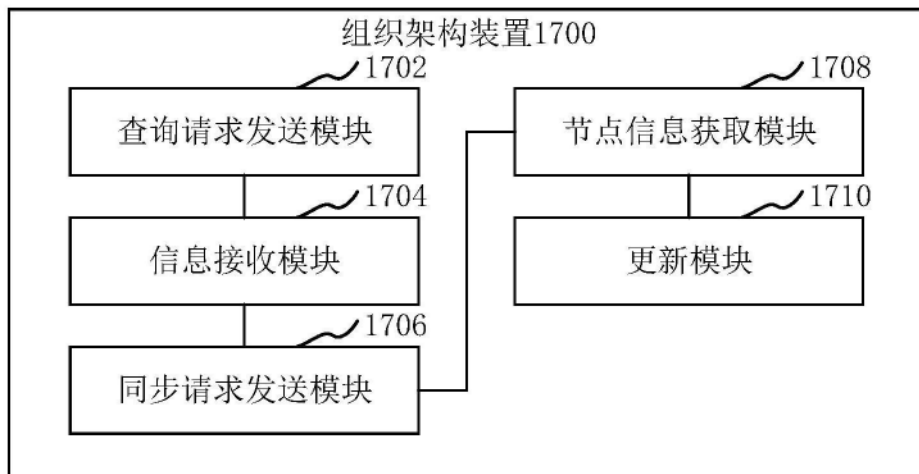 组织架构装置1700
1702
查询请求发送模块
1704
信息接收模块
1706
同步请求发送模块
1708
节点信息获取模块
1710
更新模块